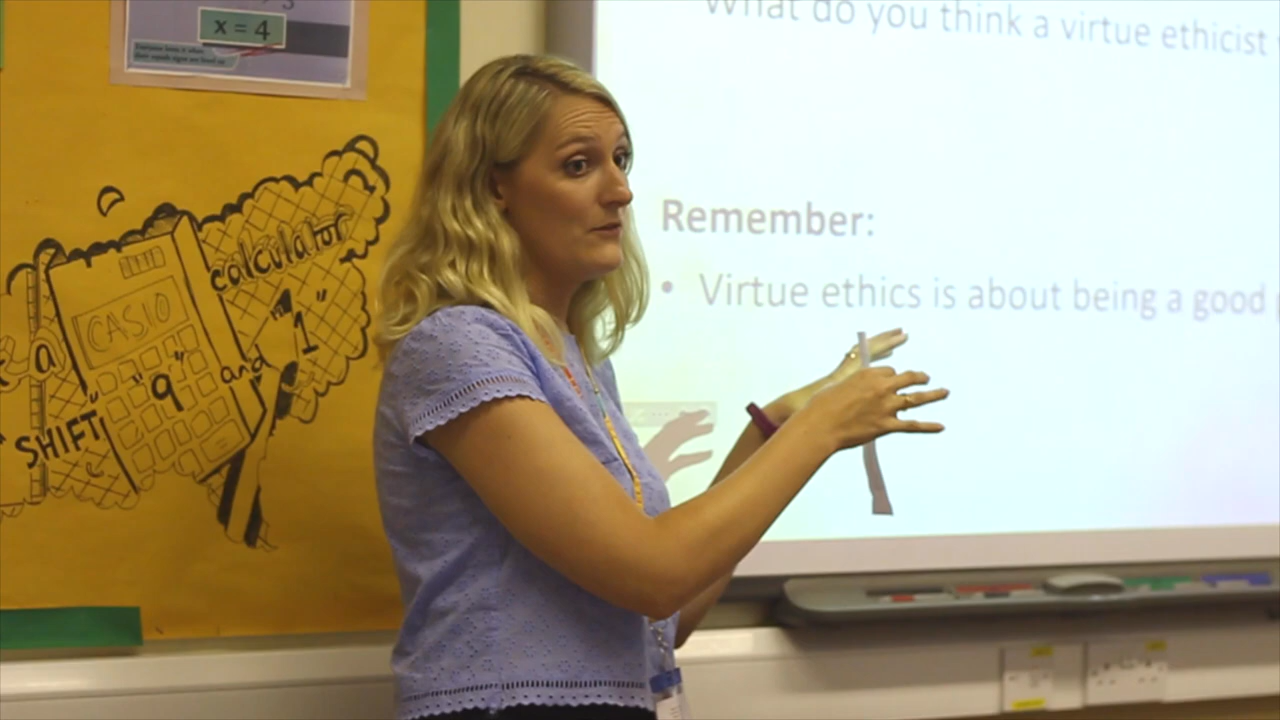 x = 4
What do you think a virtue ethicist
Remember:
• Virtue ethics is about being a good
calculator
"1"
CASIO
and
"9"
a
SHIFT